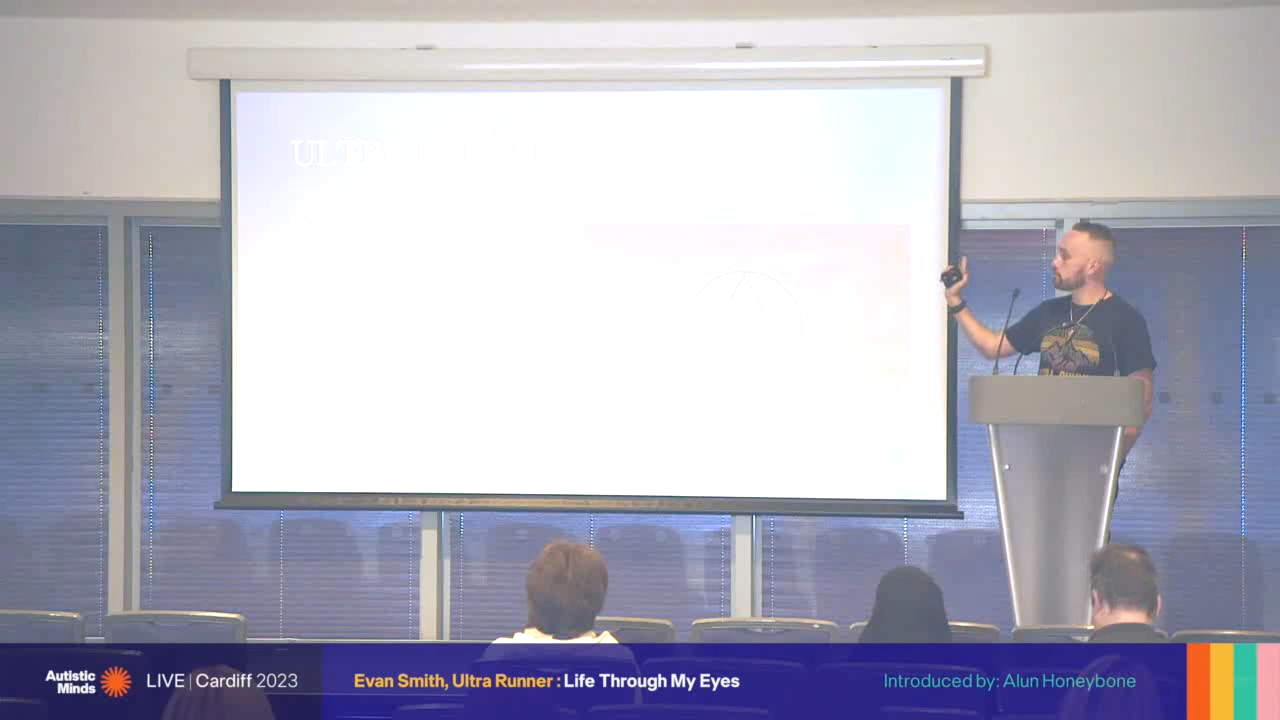 Autistic
Minds
LIVE | Cardiff 2023
Evan Smith, Ultra Runner : Life Through My Eyes
Introduced by: Alun Honeybone